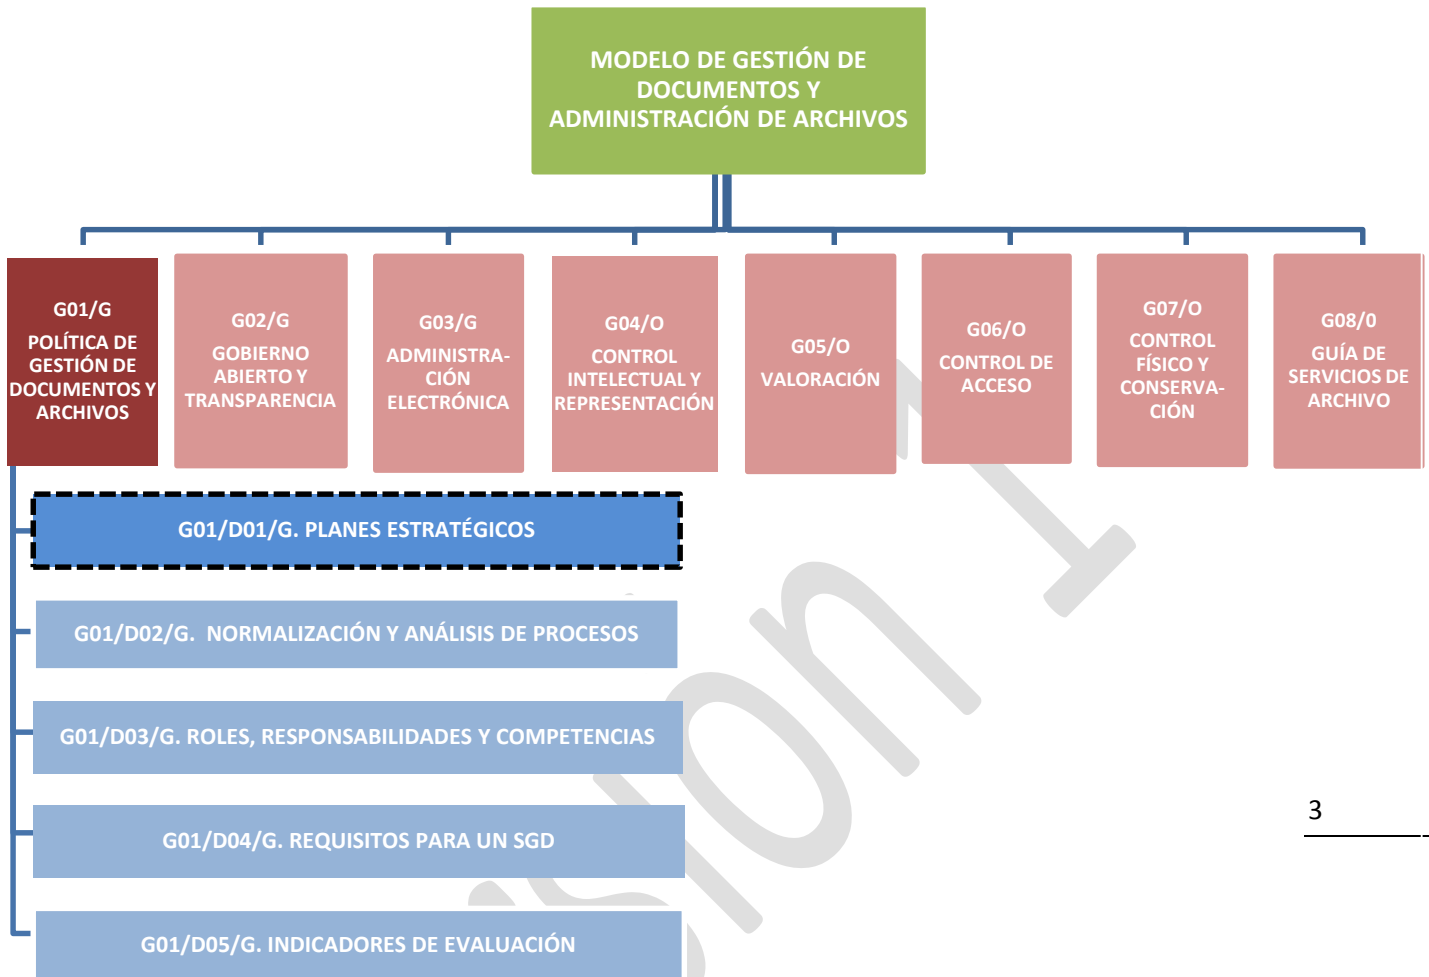 MODELO DE GESTIÓN DE
DOCUMENTOS Y
ADMINISTRACIÓN DE ARCHIVOS
G01/G
POLÍTICA DE
GESTIÓN DE
DOCUMENTOS Y
ARCHIVOS
G02/G
GOBIERNO
ABIERTO Y
TRANSPARENCIA
G03/G
ADMINISTRA-
CIÓN
ELECTRÓNICA
G04/O
CONTROL
INTELECTUAL Y
REPRESENTACIÓN
G05/O
VALORACIÓN
G06/O
CONTROL DE
ACCESO
G07/O
CONTROL
FÍSICO Y
CONSERVA-
CIÓN
G08/0
GUÍA DE
SERVICIOS DE
ARCHIVO
G01/D01/G. PLANES ESTRATÉGICOS
G01/D02/G. NORMALIZACIÓN Y ANÁLISIS DE PROCESOS
G01/D03/G. ROLES, RESPONSABILIDADES Y COMPETENCIAS
G01/D04/G. REQUISITOS PARA UN SGD
G01/D05/G. INDICADORES DE EVALUACIÓN
3